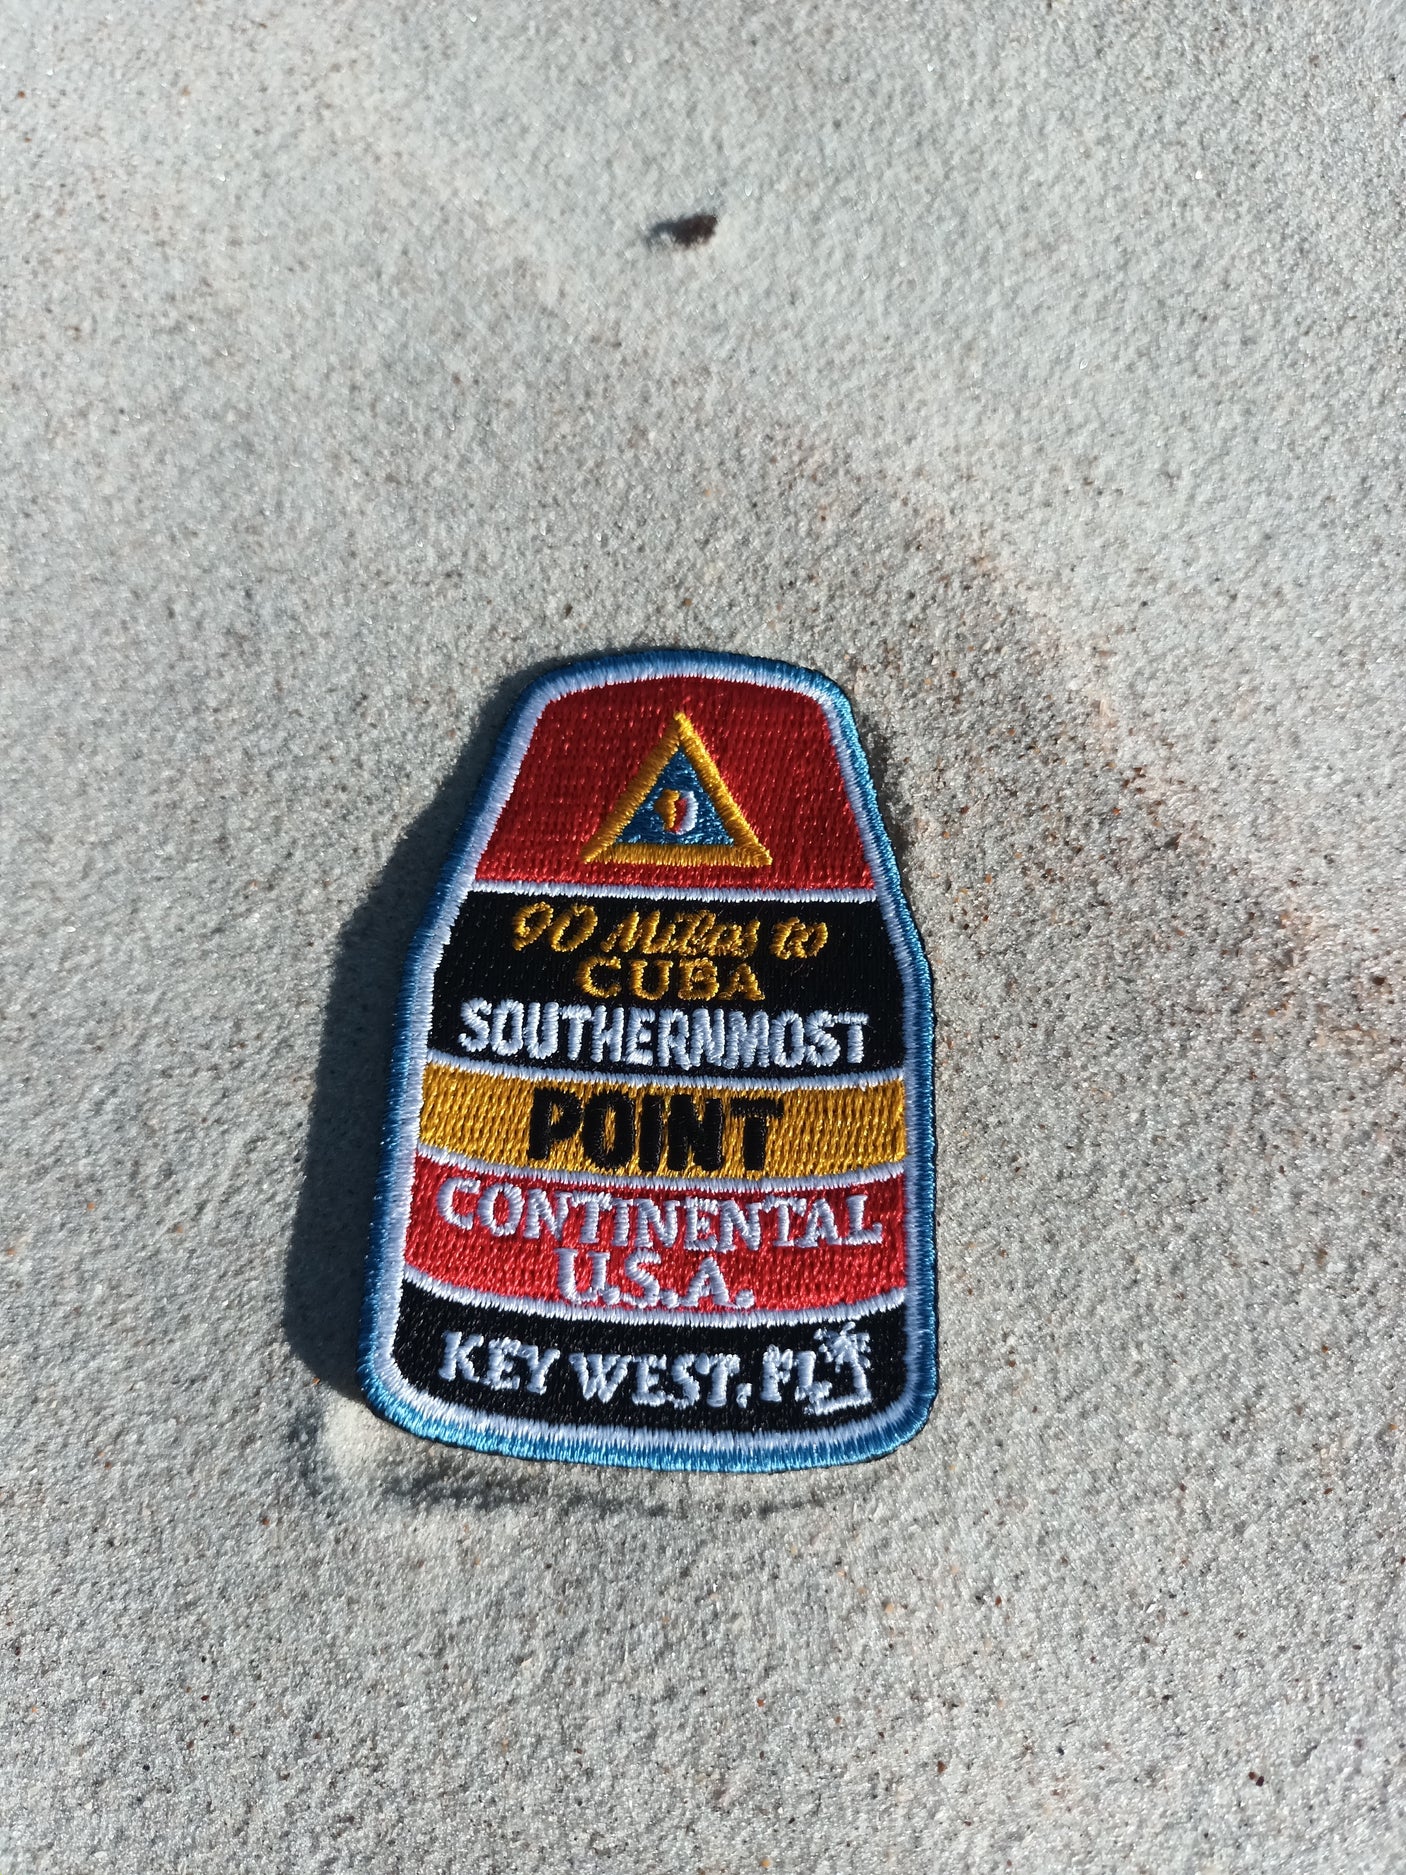 90 Miles to
CUBA
SOUTHERNMOST
POINT
CONTINENTAL
U.S.A.
KEY WEST, FL